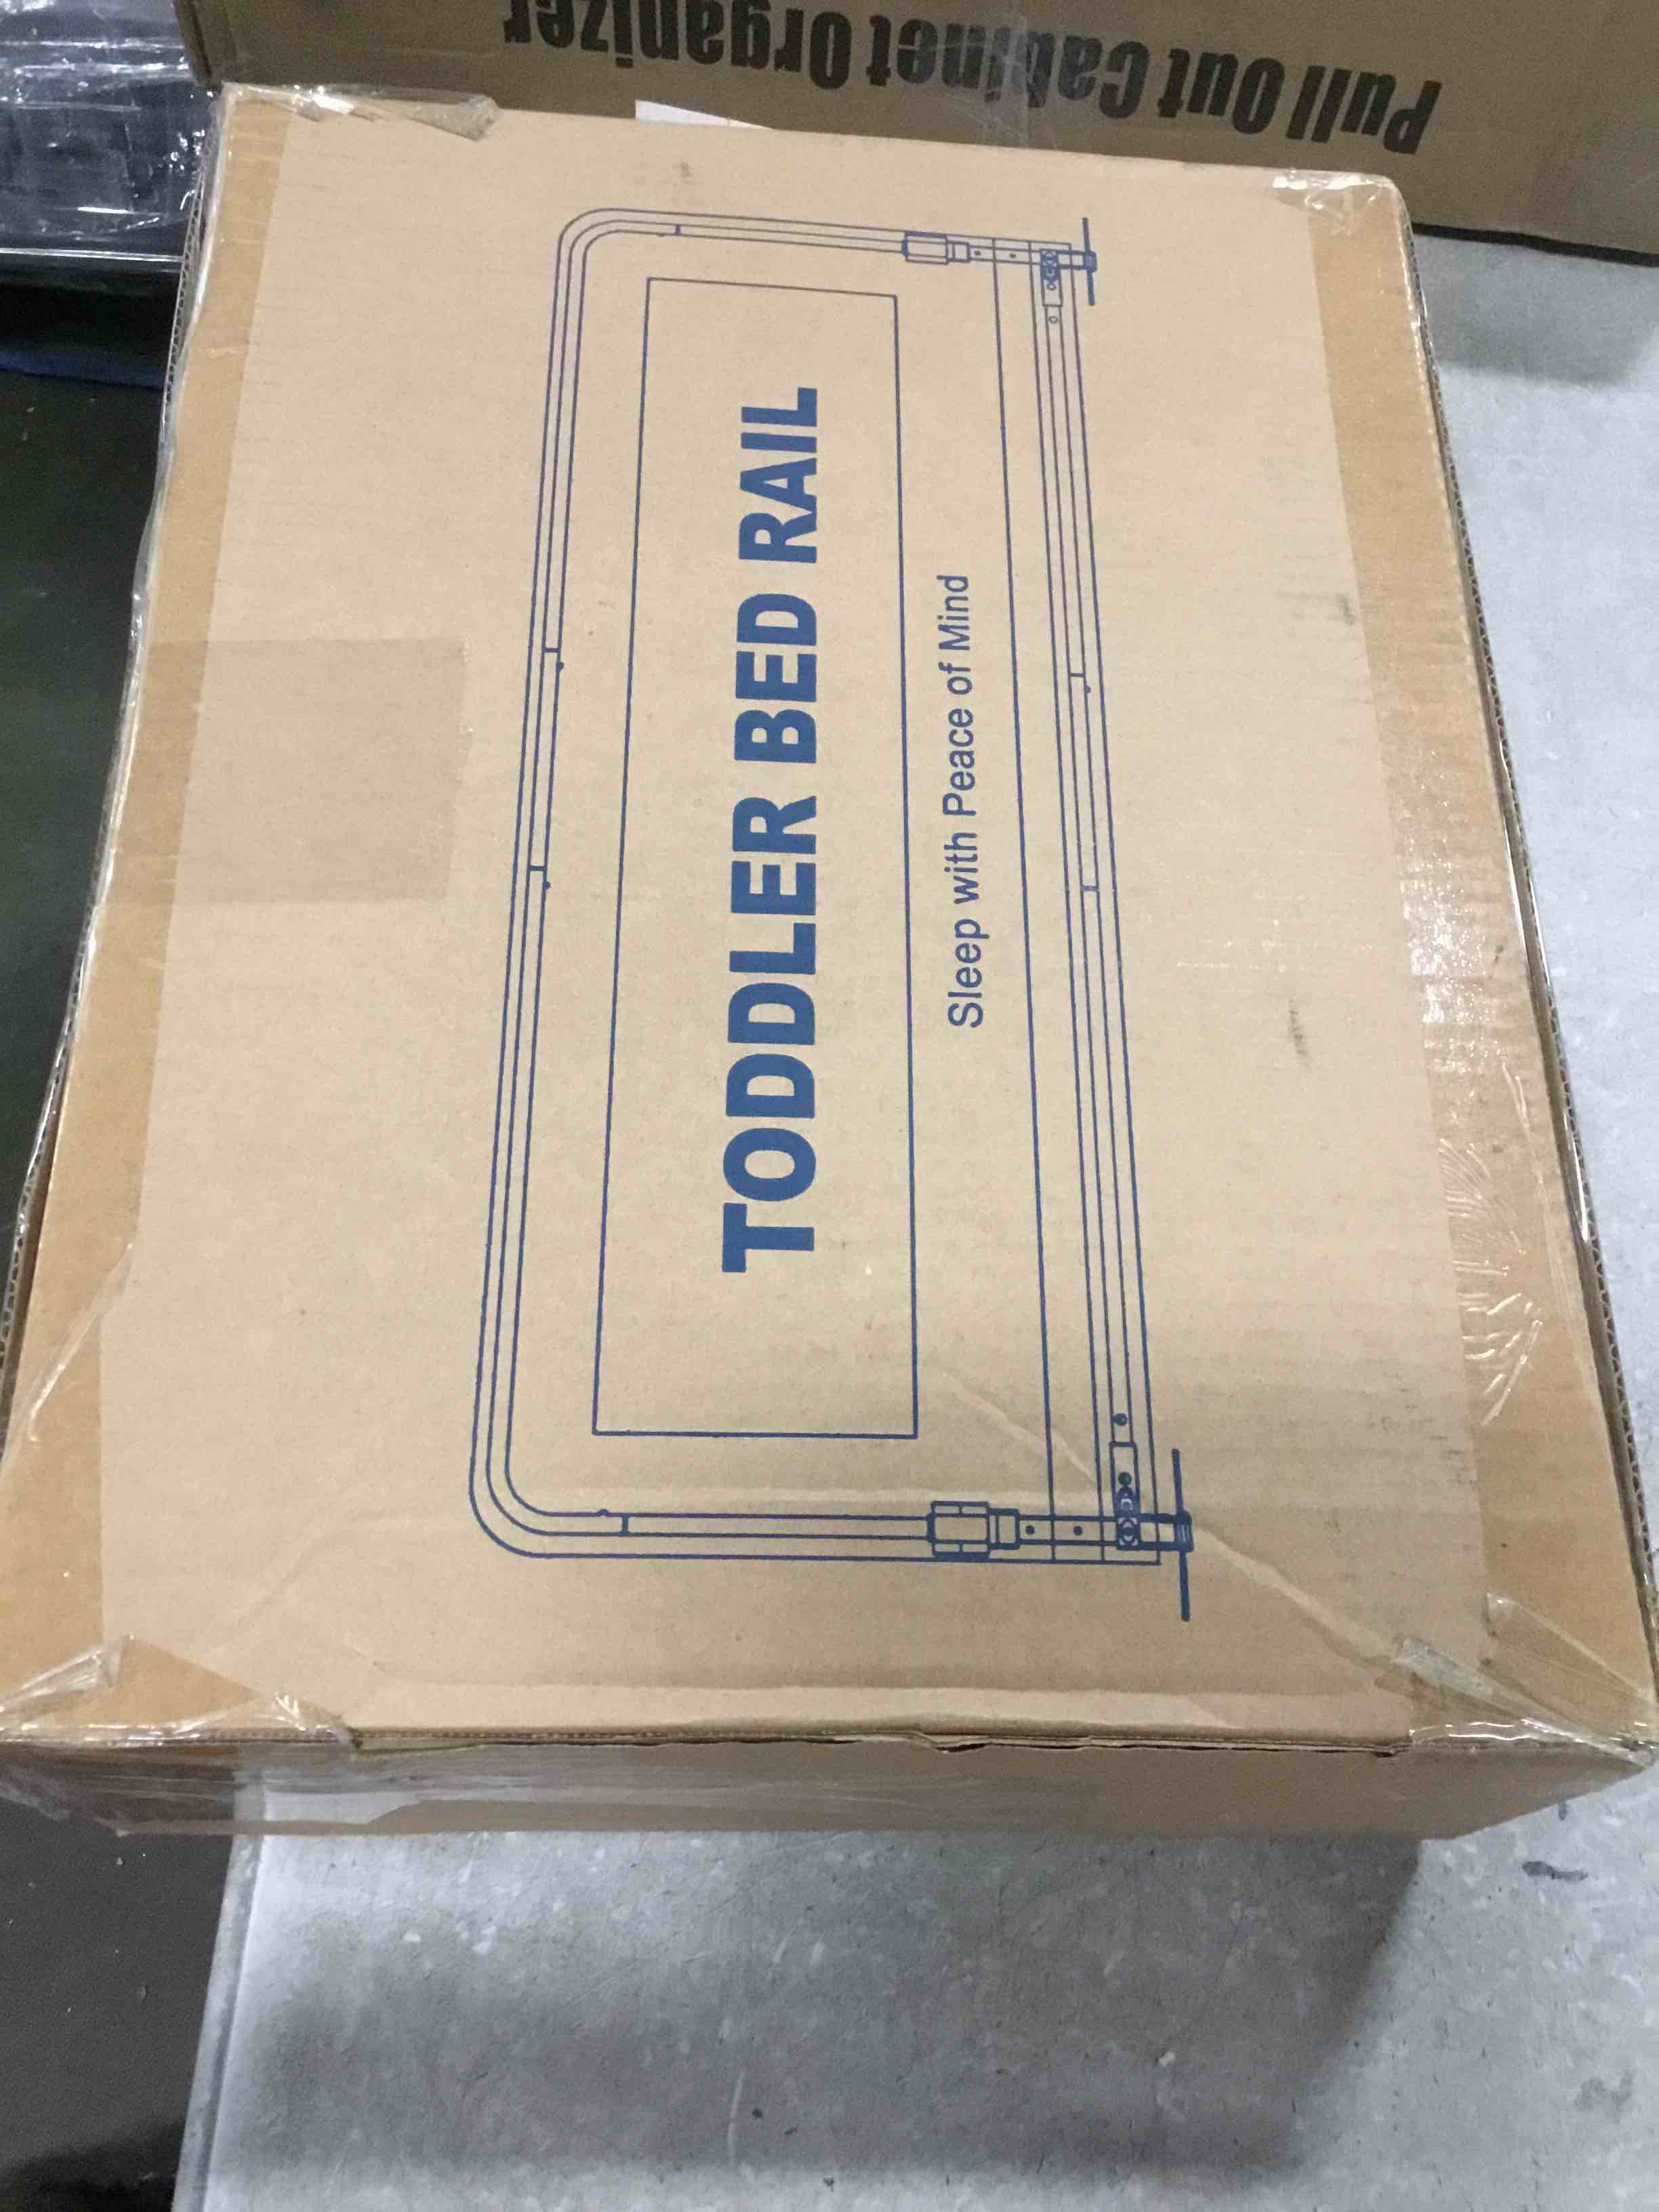 Pull Out Cabinet Organizer
TODDLER BED RAIL
Sleep with Peace of Mind